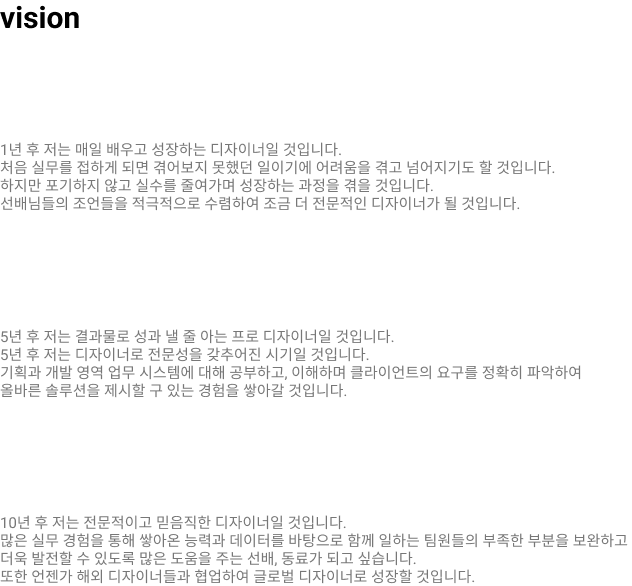 vision
1년 후 저는 매일 배우고 성장하는 디자이너일 것입니다.
처음 실무를 접하게 되면 겪어보지 못했던 일이기에 어려움을 겪고 넘어지기도 할 것입니다.
하지만 포기하지 않고 실수를 줄여가며 성장하는 과정을 겪을 것입니다.
선배님들의 조언들을 적극적으로 수렴하여 조금 더 전문적인 디자이너가 될 것입니다.
5년 후 저는 결과물로 성과 낼 줄 아는 프로 디자이너일 것입니다.
5년 후 저는 디자이너로 전문성을 갖추어진 시기일 것입니다.
기획과 개발 영역 업무 시스템에 대해 공부하고, 이해하며 클라이언트의 요구를 정확히 파악하여
올바른 솔루션을 제시할 구 있는 경험을 쌓아갈 것입니다.
10년 후 저는 전문적이고 믿음직한 디자이너일 것입니다.
많은 실무 경험을 통해 쌓아온 능력과 데이터를 바탕으로 함께 일하는 팀원들의 부족한 부분을 보완하고
더욱 발전할 수 있도록 많은 도움을 주는 선배, 동료가 되고 싶습니다.
또한 언젠가 해외 디자이너들과 협업하여 글로벌 디자이너로 성장할 것입니다.